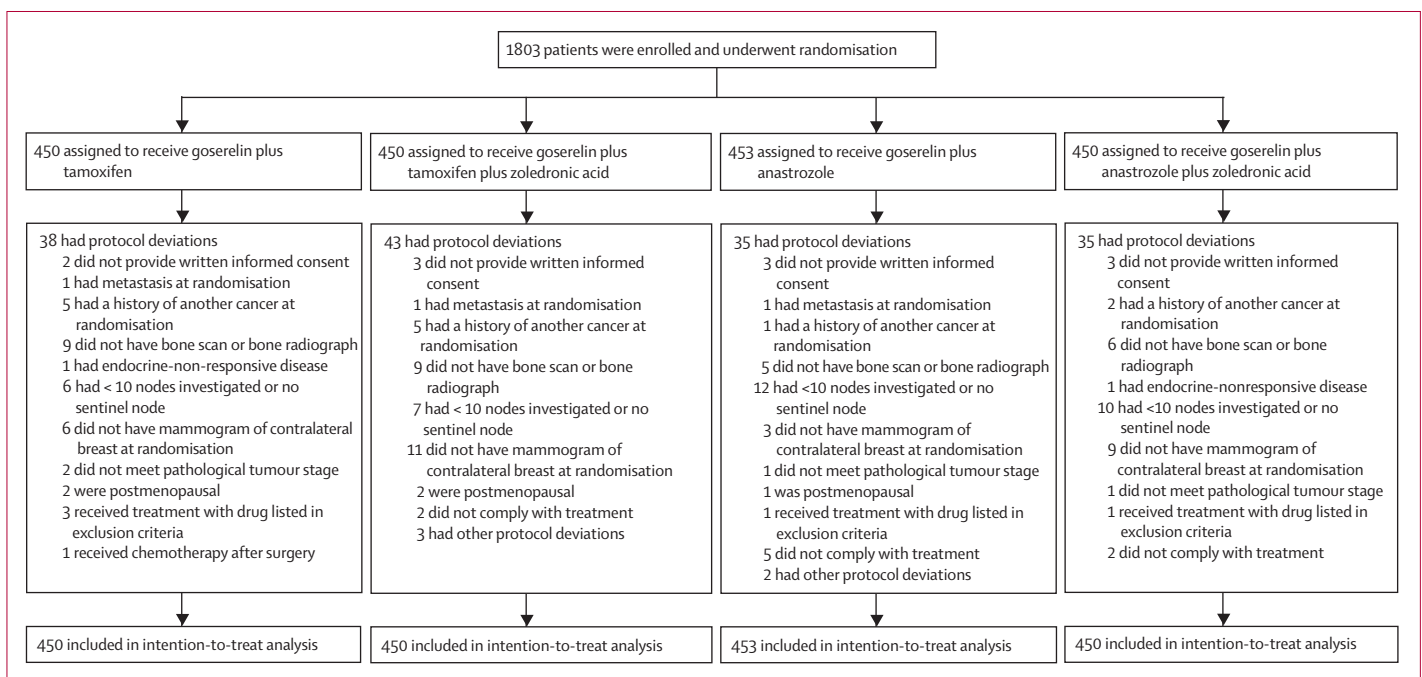 1803 patients were enrolled and underwent randomisation
450 assigned to receive goserelin plus
tamoxifen
450 assigned to receive goserelin plus
tamoxifen plus zoledronic acid
453 assigned to receive goserelin plus
anastrozole
450 assigned to receive goserelin plus
anastrozole plus zoledronic acid
38 had protocol deviations
2 did not provide written informed consent
1 had metastasis at randomisation
5 had a history of another cancer at
randomisation
9 did not have bone scan or bone radiograph
1 had endocrine-non-responsive disease
6 had < 10 nodes investigated or no
sentinel node
6 did not have mammogram of contralateral
breast at randomisation
2 did not meet pathological tumour stage
2 were postmenopausal
3 received treatment with drug listed in
exclusion criteria
1 received chemotherapy after surgery
43 had protocol deviations
3 did not provide written informed
consent
1 had metastasis at randomisation
5 had a history of another cancer at
randomisation
9 did not have bone scan or bone
radiograph
7 had < 10 nodes investigated or no
sentinel node
11 did not have mammogram of
contralateral breast at randomisation
2 were postmenopausal
2 did not comply with treatment
3 had other protocol deviations
35 had protocol deviations
3 did not provide written informed
consent
1 had metastasis at randomisation
1 had a history of another cancer at
randomisation
5 did not have bone scan or bone radiograph
12 had <10 nodes investigated or no
sentinel node
3 did not have mammogram of
contralateral breast at randomisation
1 did not meet pathological tumour stage
1 was postmenopausal
1 received treatment with drug listed in
exclusion criteria
5 did not comply with treatment
2 had other protocol deviations
35 had protocol deviations
3 did not provide written informed
consent
2 had a history of another cancer at
randomisation
6 did not have bone scan or bone
radiograph
1 had endocrine-nonresponsive disease
10 had <10 nodes investigated or no
sentinel node
9 did not have mammogram of
contralateral breast at randomisation
1 did not meet pathological tumour stage
1 received treatment with drug listed in
exclusion criteria
2 did not comply with treatment
450 included in intention-to-treat analysis
450 included in intention-to-treat analysis
453 included in intention-to-treat analysis
450 included in intention-to-treat analysis